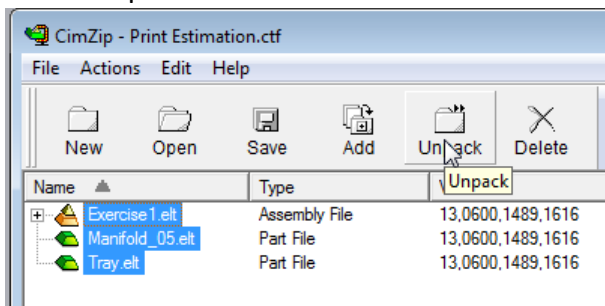 CimZip - Print Estimation.ctf
File Actions Edit Help
New Open Save Add Unpack Delete
Name Type
Unpack
Exercise1.elt Assembly File 13,0600,1489,1616
Manifold_05.elt Part File 13,0600,1489,1616
Tray.elt Part File 13,0600,1489,1616